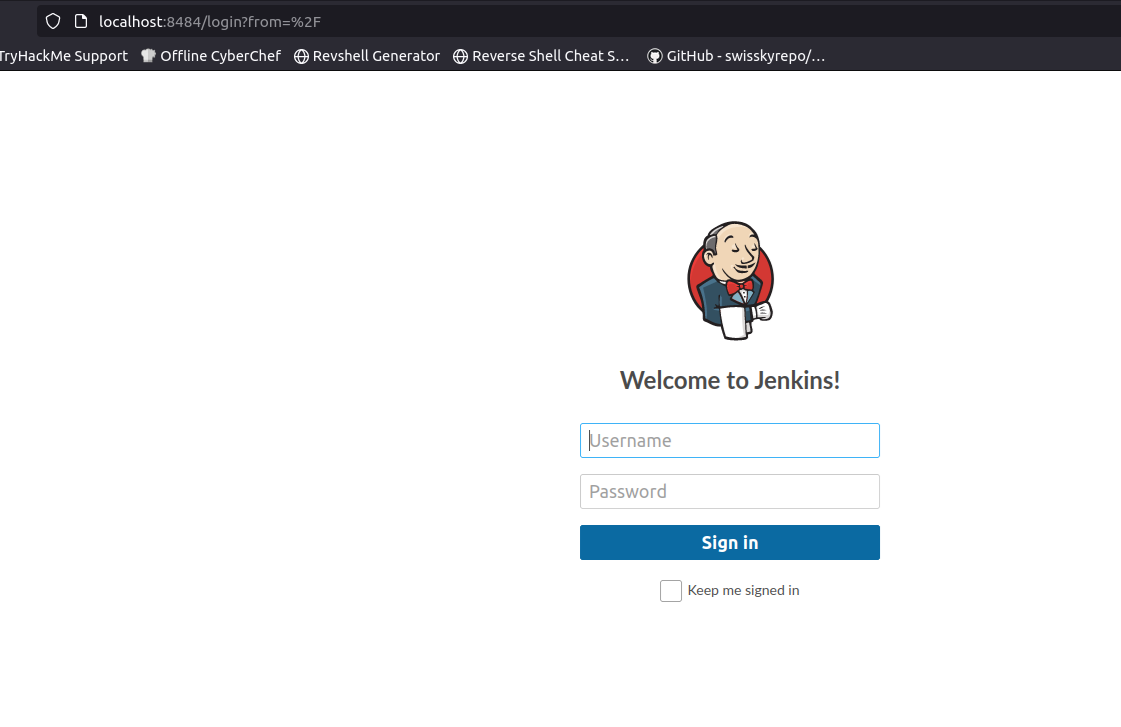 localhost:8484/login?from=%2F
TryHackMe Support Offline CyberChef Revshell Generator Reverse Shell Cheat S… GitHub - swisskyrepo/…
Welcome to Jenkins!
Username
Password
Sign in
Keep me signed in